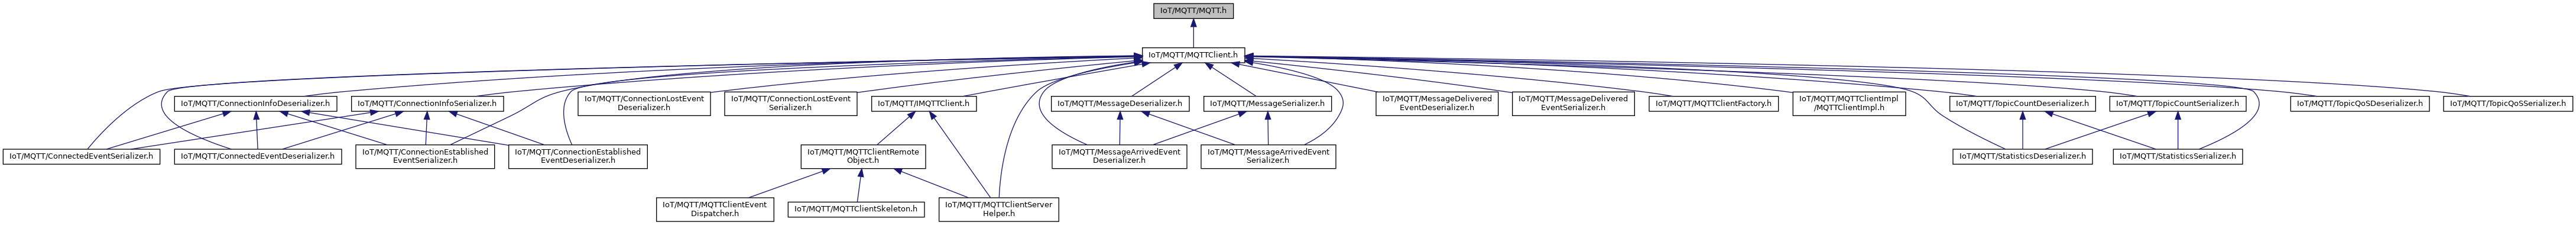 IoT/MQTT/MQTT.h
IoT/MQTT/MQTTClient.h
IoT/MQTT/ConnectionInfoDeserializer.h
IoT/MQTT/ConnectionInfoSerializer.h
IoT/MQTT/ConnectionLostEvent
Deserializer.h
IoT/MQTT/ConnectionLostEvent
Serializer.h
IoT/MQTT/IMQTTClient.h
IoT/MQTT/MessageDeserializer.h
IoT/MQTT/MessageSerializer.h
IoT/MQTT/MessageDelivered
EventDeserializer.h
IoT/MQTT/MessageDelivered
EventSerializer.h
IoT/MQTT/MQTTClientFactory.h
IoT/MQTT/MQTTClientImpl
/MQTTClientImpl.h
IoT/MQTT/TopicCountDeserializer.h
IoT/MQTT/TopicCountSerializer.h
IoT/MQTT/TopicQoSDeserializer.h
IoT/MQTT/TopicQoSSerializer.h
IoT/MQTT/ConnectedEventSerializer.h
IoT/MQTT/ConnectedEventDeserializer.h
IoT/MQTT/ConnectionEstablished
EventSerializer.h
IoT/MQTT/ConnectionEstablished
EventDeserializer.h
IoT/MQTT/MQTTClientRemote
Object.h
IoT/MQTT/MessageArrivedEvent
Deserializer.h
IoT/MQTT/MessageArrivedEvent
Serializer.h
IoT/MQTT/StatisticsDeserializer.h
IoT/MQTT/StatisticsSerializer.h
IoT/MQTT/MQTTClientEvent
Dispatcher.h
IoT/MQTT/MQTTClientSkeleton.h
IoT/MQTT/MQTTClientServer
Helper.h